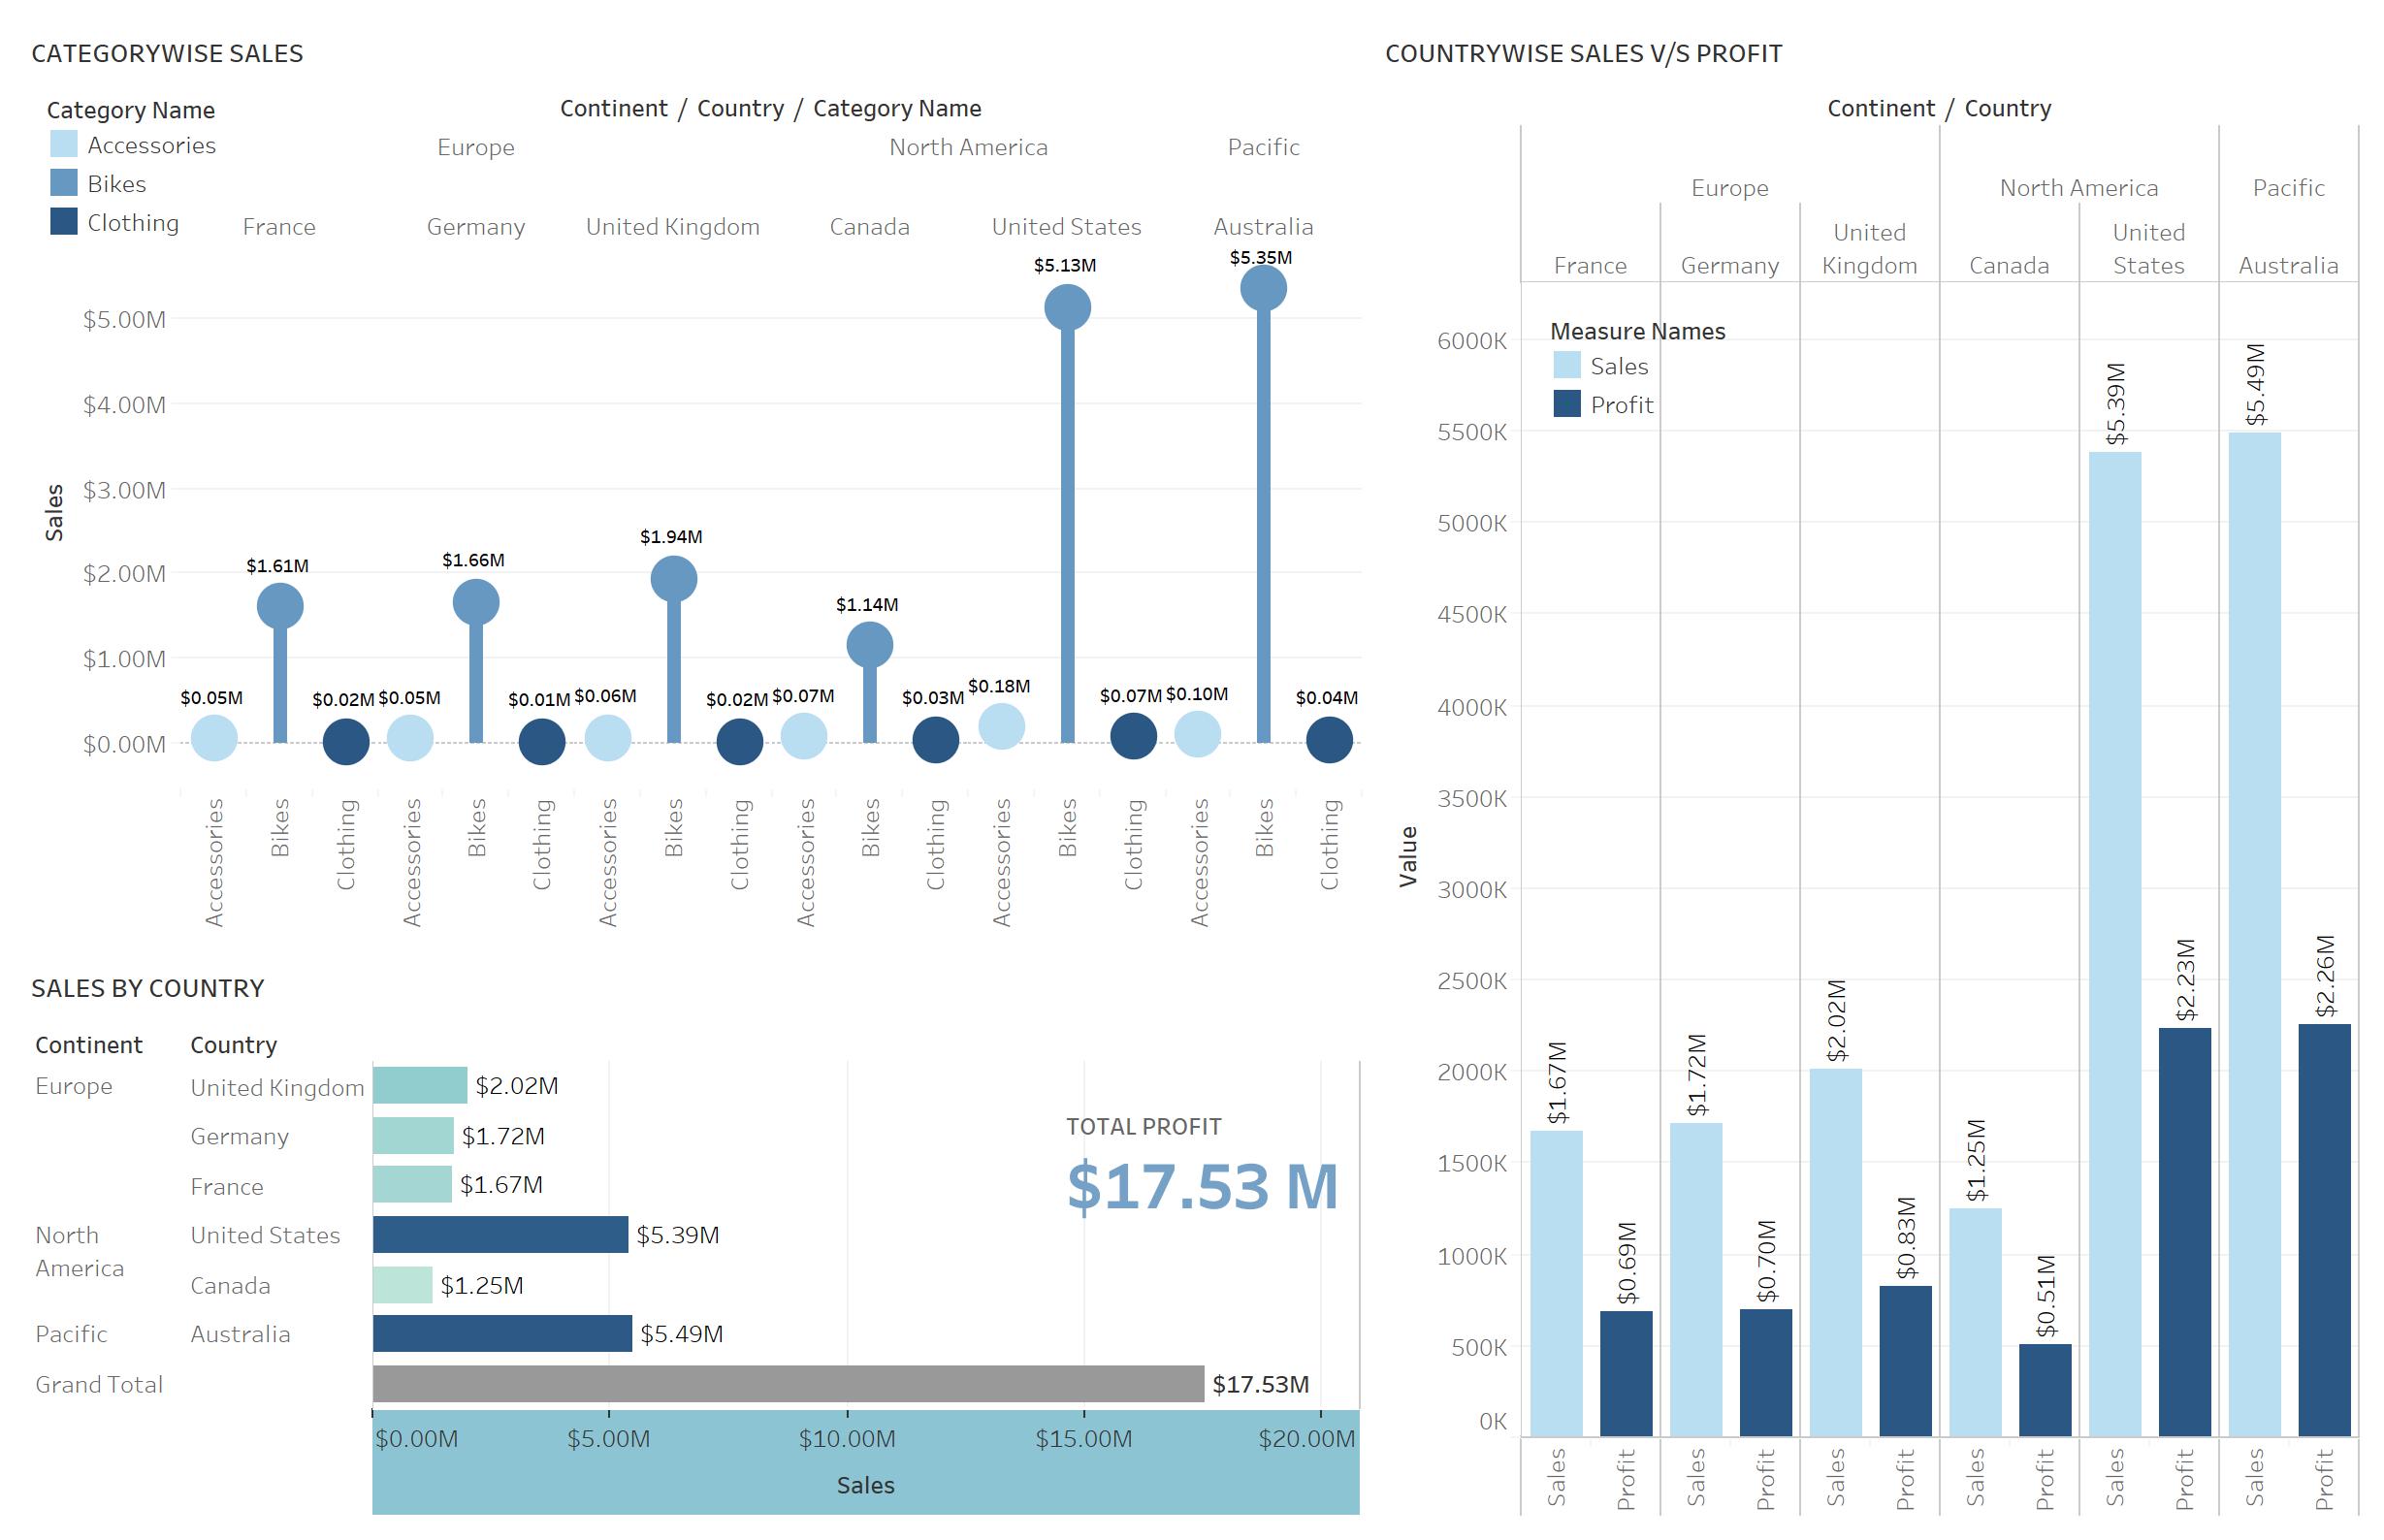 CATEGORYWISE SALES
Category Name
Accessories
Bikes
Clothing
Continent / Country / Category Name
Europe North America Pacific
France Germany United Kingdom Canada United States Australia
Sales
$5.00M
$4.00M
$3.00M
$2.00M
$1.00M
$0.00M
$0.05M $1.61M $0.02M $0.05M $1.66M $0.01M $0.06M $1.94M $0.02M $0.07M $1.14M $0.03M $0.18M $5.13M $0.07M $0.10M $5.35M $0.04M
Accessories Bikes Clothing Accessories Bikes Clothing Accessories Bikes Clothing Accessories Bikes Clothing Accessories Bikes Clothing Accessories Bikes Clothing
SALES BY COUNTRY
Continent Country
Europe United Kingdom $2.02M
Germany $1.72M
France $1.67M
North
America
United States $5.39M
Canada $1.25M
Pacific Australia $5.49M
Grand Total $17.53M
$0.00M $5.00M $10.00M $15.00M $20.00M
Sales
TOTAL PROFIT
$17.53 M
COUNTRYWISE SALES V/S PROFIT
Continent / Country
Europe North America Pacific
France Germany United
Kingdom Canada United
States Australia
Measure Names
Sales
Profit
Value
6000K
5500K
5000K
4500K
4000K
3500K
3000K
2500K
2000K
1500K
1000K
500K
0K
$1.67M $0.69M $1.72M $0.70M $2.02M $0.83M $1.25M $0.51M $5.39M $2.23M $5.49M $2.26M
Sales Profit Sales Profit Sales Profit Sales Profit Sales Profit Sales Profit